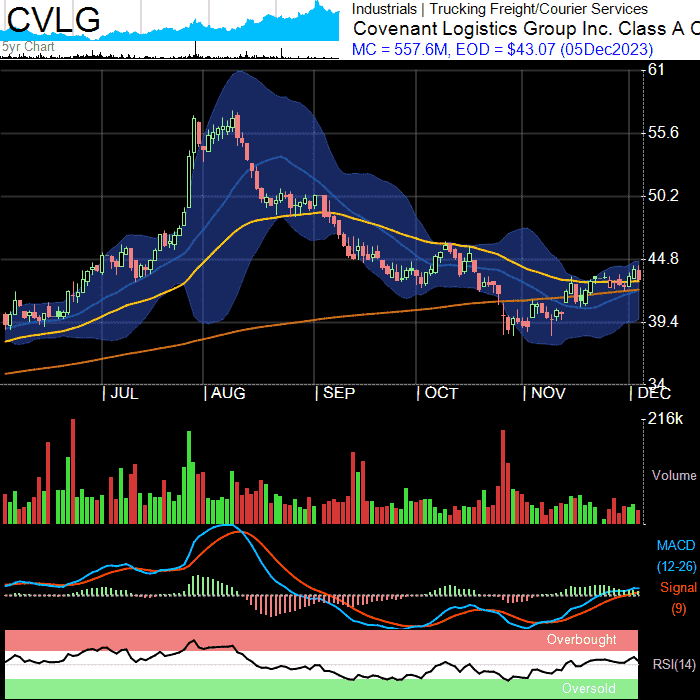 CVLG
5yr Chart
Industrials | Trucking Freight/Courier Services
Covenant Logistics Group Inc. Class A C
MC = 557.6M, EOD = $43.07 (05Dec2023)
61
55.6
50.2
44.8
39.4
34
JUL AUG SEP OCT NOV DEC
216k
Volume
MACD
(12-26)
Signal
(9)
Overbought
RSI(14)
Oversold